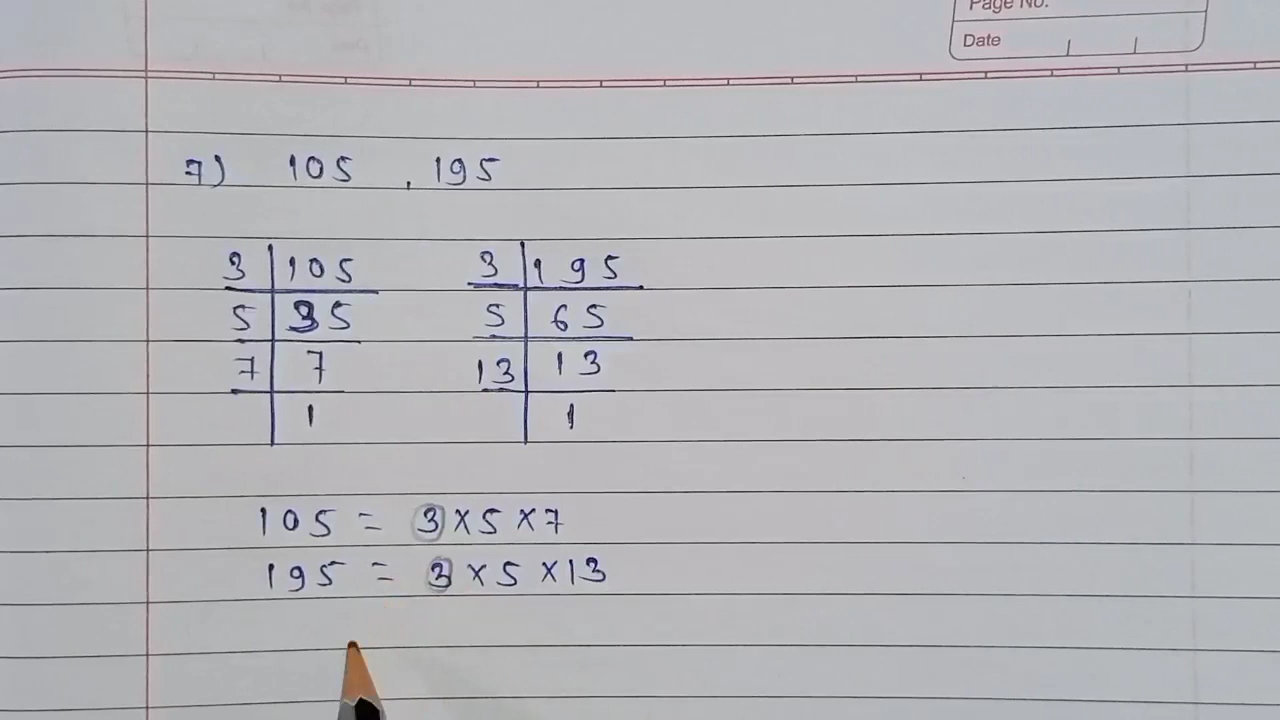 Page No.
Date
7) 105 , 195
3 105 3 195
5 35 5 65
7 7 13 13
1 1
105 = 3 × 5 × 7
195 = 3 × 5 × 13